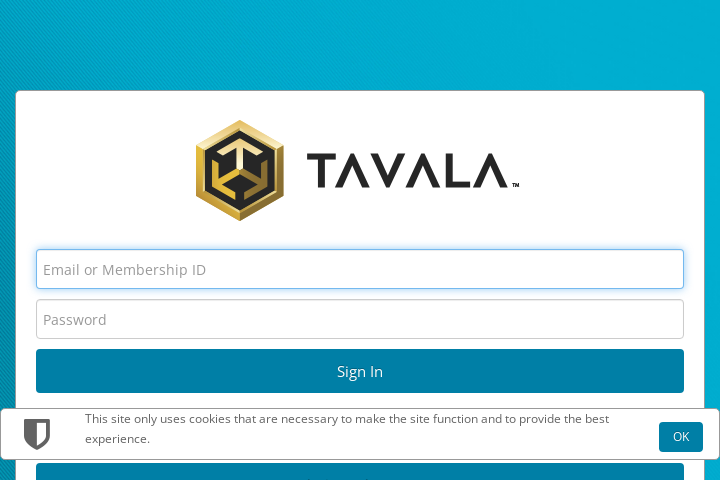 TAVALA™
Email or Membership ID
Password
Sign In
This site only uses cookies that are necessary to make the site function and to provide the best
experience.
OK